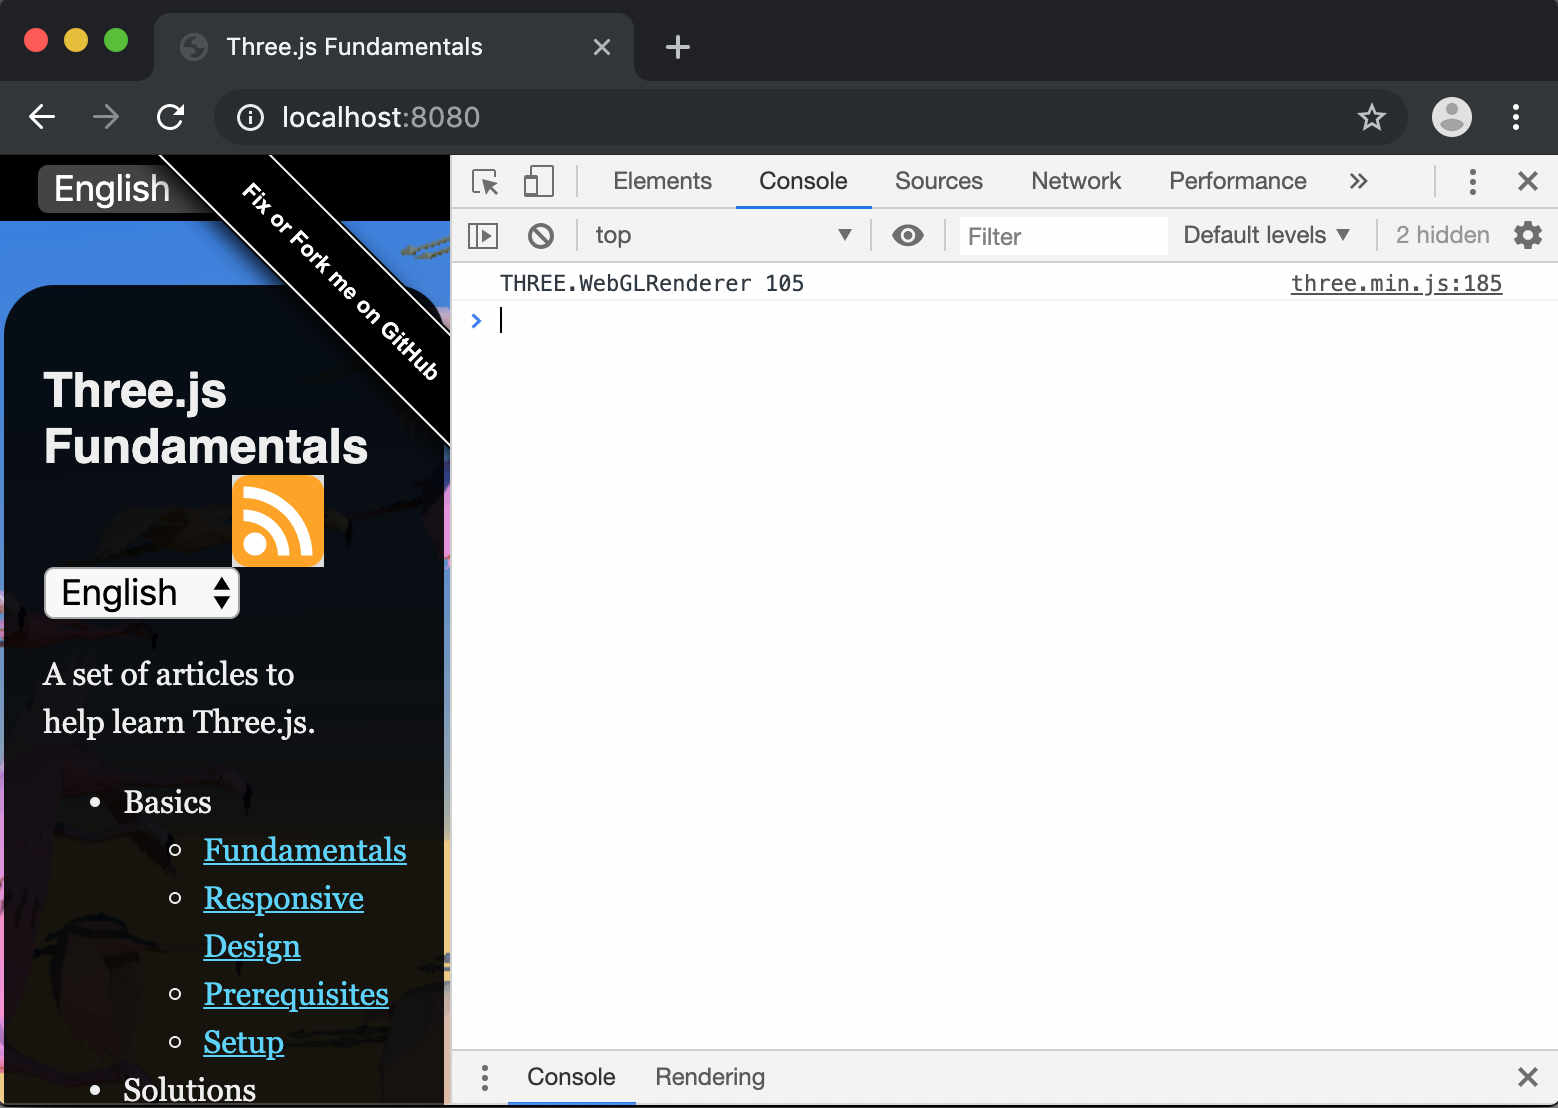 Three.js Fundamentals
localhost:8080
English
Fix or Fork me on GitHub
Three.js
Fundamentals
English
A set of articles to
help learn Three.js.
Basics
Fundamentals
Responsive
Design
Prerequisites
Setup
Solutions
Elements Console Sources Network Performance
top Filter Default levels 2 hidden
THREE.WebGLRenderer 105 three.min.js:185
Console Rendering